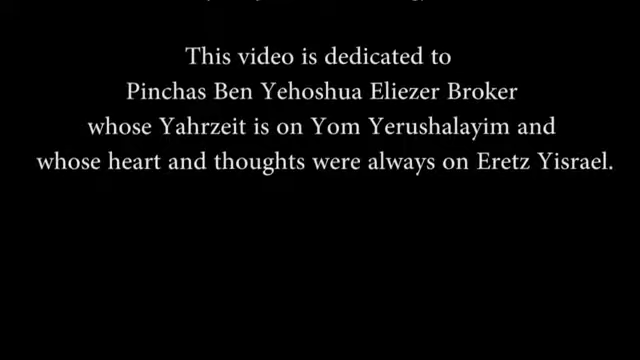 This video is dedicated to
Pinchas Ben Yehoshua Eliezer Broker
whose Yahrzeit is on Yom Yerushalayim and
whose heart and thoughts were always on Eretz Yisrael.